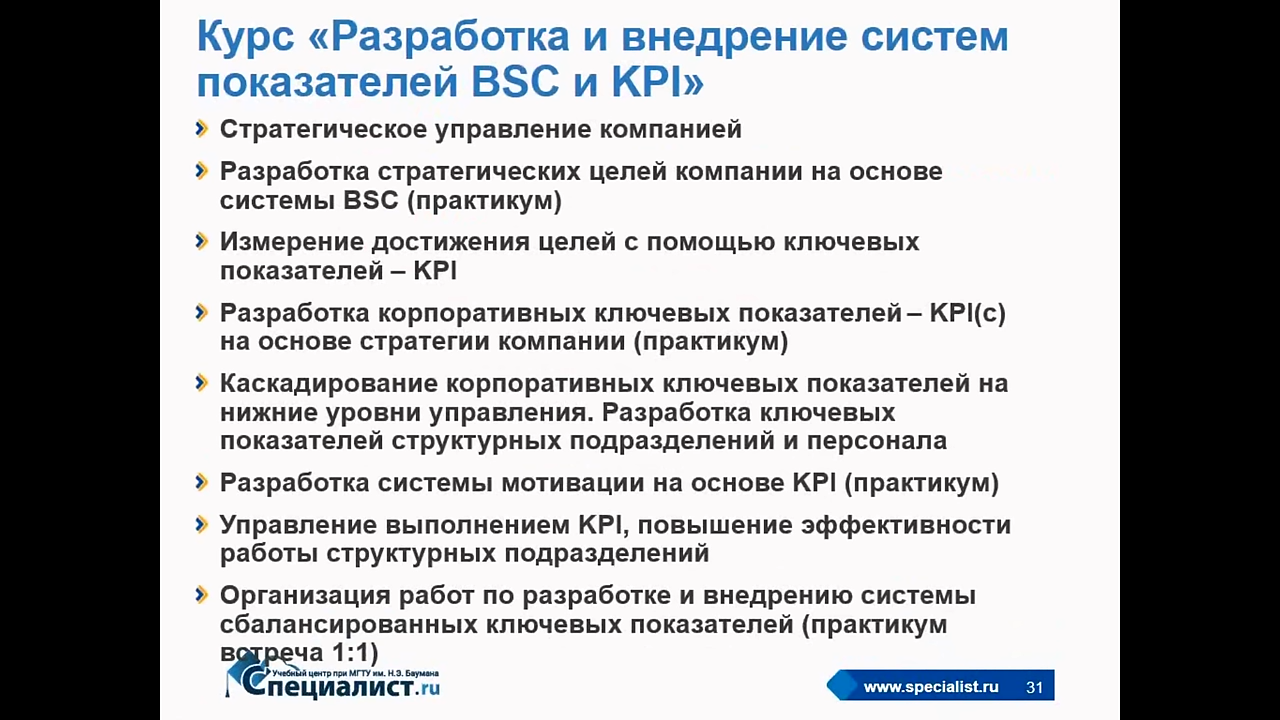 Курс «Разработка и внедрение систем
показателей BSC и KPI»
Стратегическое управление компанией
Разработка стратегических целей компании на основе
системы BSC (практикум)
Измерение достижения целей с помощью ключевых
показателей – KPI
Разработка корпоративных ключевых показателей – KPI(c)
на основе стратегии компании (практикум)
Каскадирование корпоративных ключевых показателей на
нижние уровни управления. Разработка ключевых
показателей структурных подразделений и персонала
Разработка системы мотивации на основе KPI (практикум)
Управление выполнением KPI, повышение эффективности
работы структурных подразделений
Организация работ по разработке и внедрению системы
сбалансированных ключевых показателей (практикум
встреча 1:1)
Учебный центр при МГТУ им. Н.Э. Баумана
Специалист.ru
www.specialist.ru 31